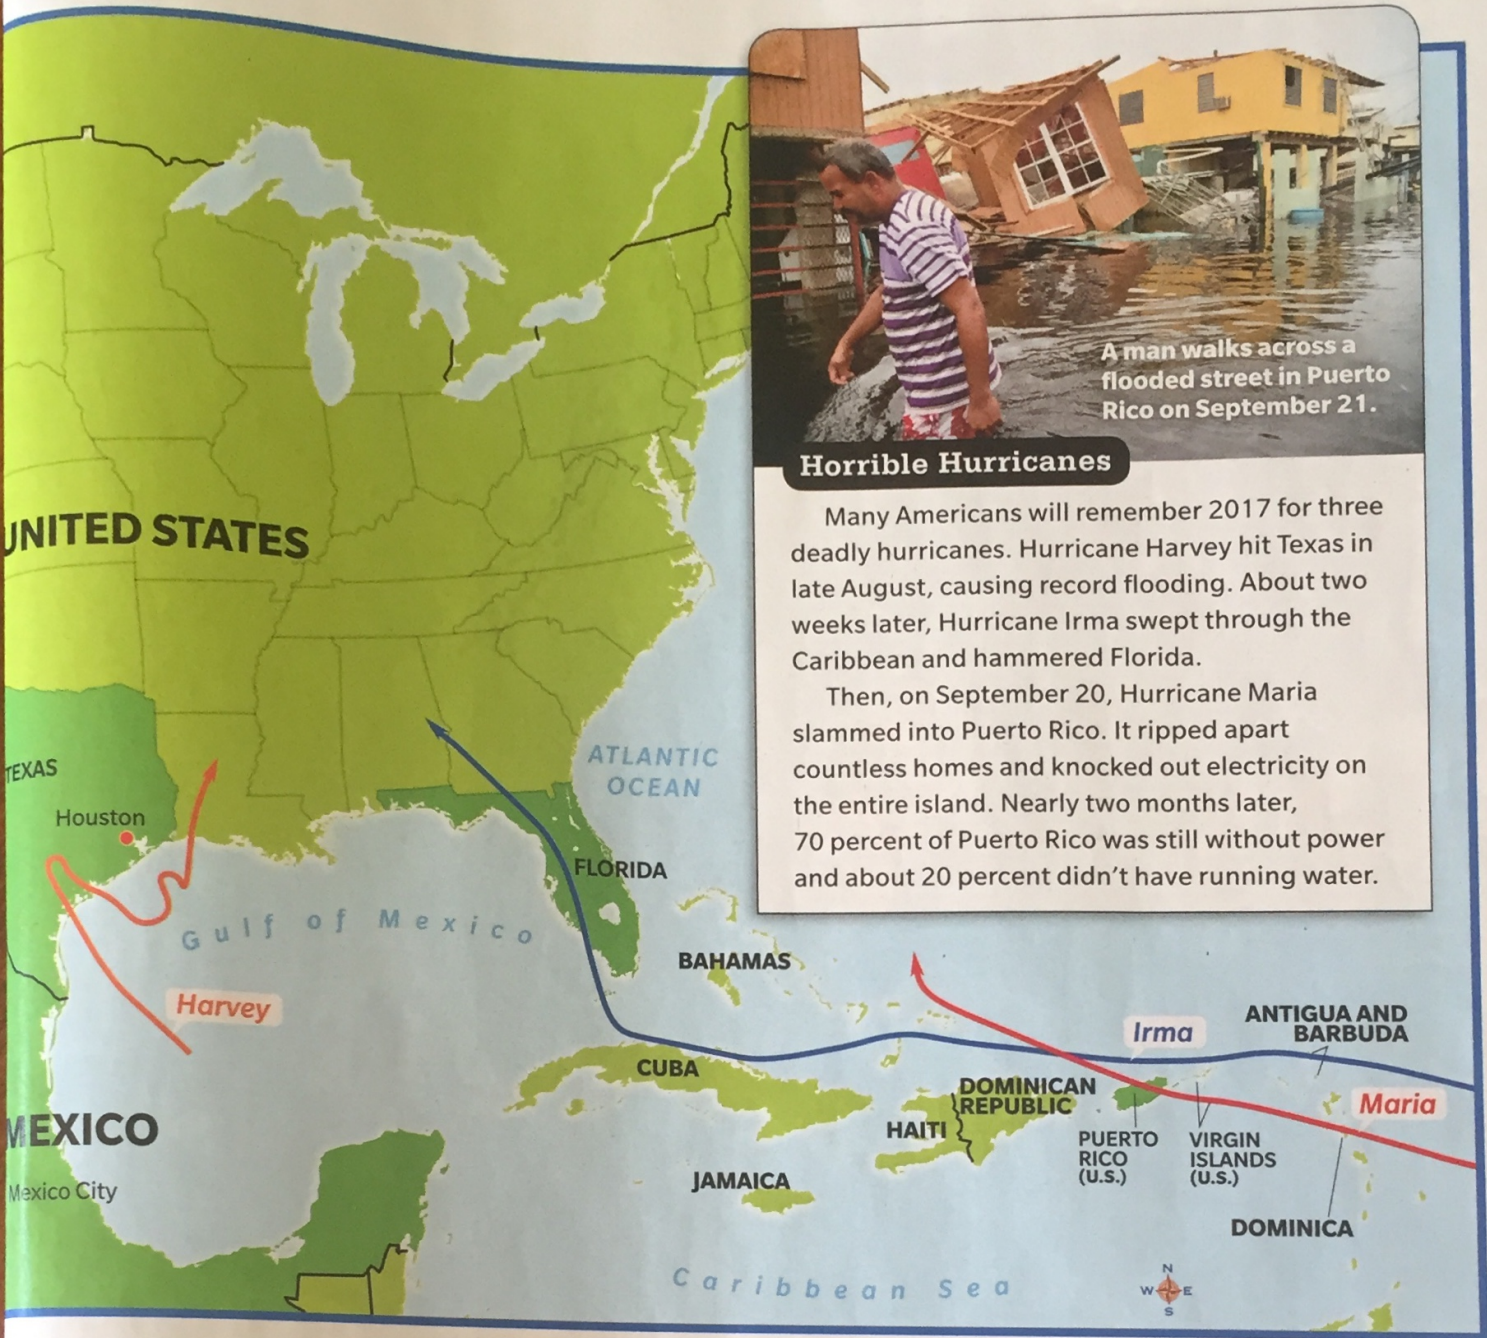 A man walks across a
flooded street in Puerto
Rico on September 21.
Horrible Hurricanes
Many Americans will remember 2017 for three
deadly hurricanes. Hurricane Harvey hit Texas in
late August, causing record flooding. About two
weeks later, Hurricane Irma swept through the
Caribbean and hammered Florida.
Then, on September 20, Hurricane Maria
slammed into Puerto Rico. It ripped apart
countless homes and knocked out electricity on
the entire island. Nearly two months later,
70 percent of Puerto Rico was still without power
and about 20 percent didn't have running water.
UNITED STATES
ATLANTIC
OCEAN
TEXAS
Houston
FLORIDA
Gulf of Mexico
BAHAMAS
Harvey
Irma
ANTIGUA AND
BARBUDA
CUBA
DOMINICAN
REPUBLIC
Maria
MEXICO
HAITI
PUERTO
RICO
(U.S.)
VIRGIN
ISLANDS
(U.S.)
Mexico City
JAMAICA
DOMINICA
Caribbean Sea
N
W E
S